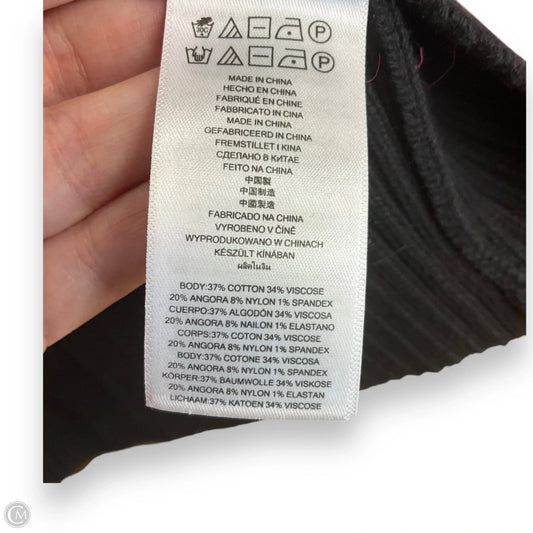 30C P
P
MADE IN CHINA
HECHO EN CHINA
FABRIQUÉ EN CHINE
FABBRICATO IN CINA
MADE IN CHINA
GEFABRICEERD IN CHINA
FREMSTILLET I KINA
СДЕЛАНО В КИТАЕ
FEITO NA CHINA
中国製
中国制造
中國製造
FABRICADO NA CHINA
VYROBENO V ČÍNĚ
WYPRODUKOWANO W CHINACH
KÉSZÜLT KÍNÁBAN
ผลิตในจีน
BODY:37% COTTON 34% VISCOSE
20% ANGORA 8% NYLON 1% SPANDEX
CUERPO:37% ALGODÓN 34% VISCOSA
20% ANGORA 8% NAILON 1% ELASTANO
CORPS:37% COTON 34% VISCOSE
20% ANGORA 8% NYLON 1% SPANDEX
BODY:37% COTONE 34% VISCOSA
20% ANGORA 8% NYLON 1% SPANDEX
KÖRPER:37% BAUMWOLLE 34% VISKOSE
20% ANGORA 8% NYLON 1% ELASTAN
LICHAAM:37% KATOEN 34% VISCOSE
CM